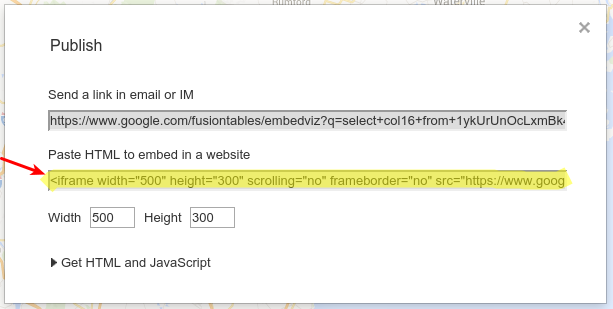 Rumford
Waterville
Publish
Send a link in email or IM
https://www.google.com/fusiontables/embedviz?q=select+col16+from+1ykUrUnOcLxmBk
Paste HTML to embed in a website
<iframe width="500" height="300" scrolling="no" frameborder="no" src="https://www.goog
Width 500 Height 300
Get HTML and JavaScript